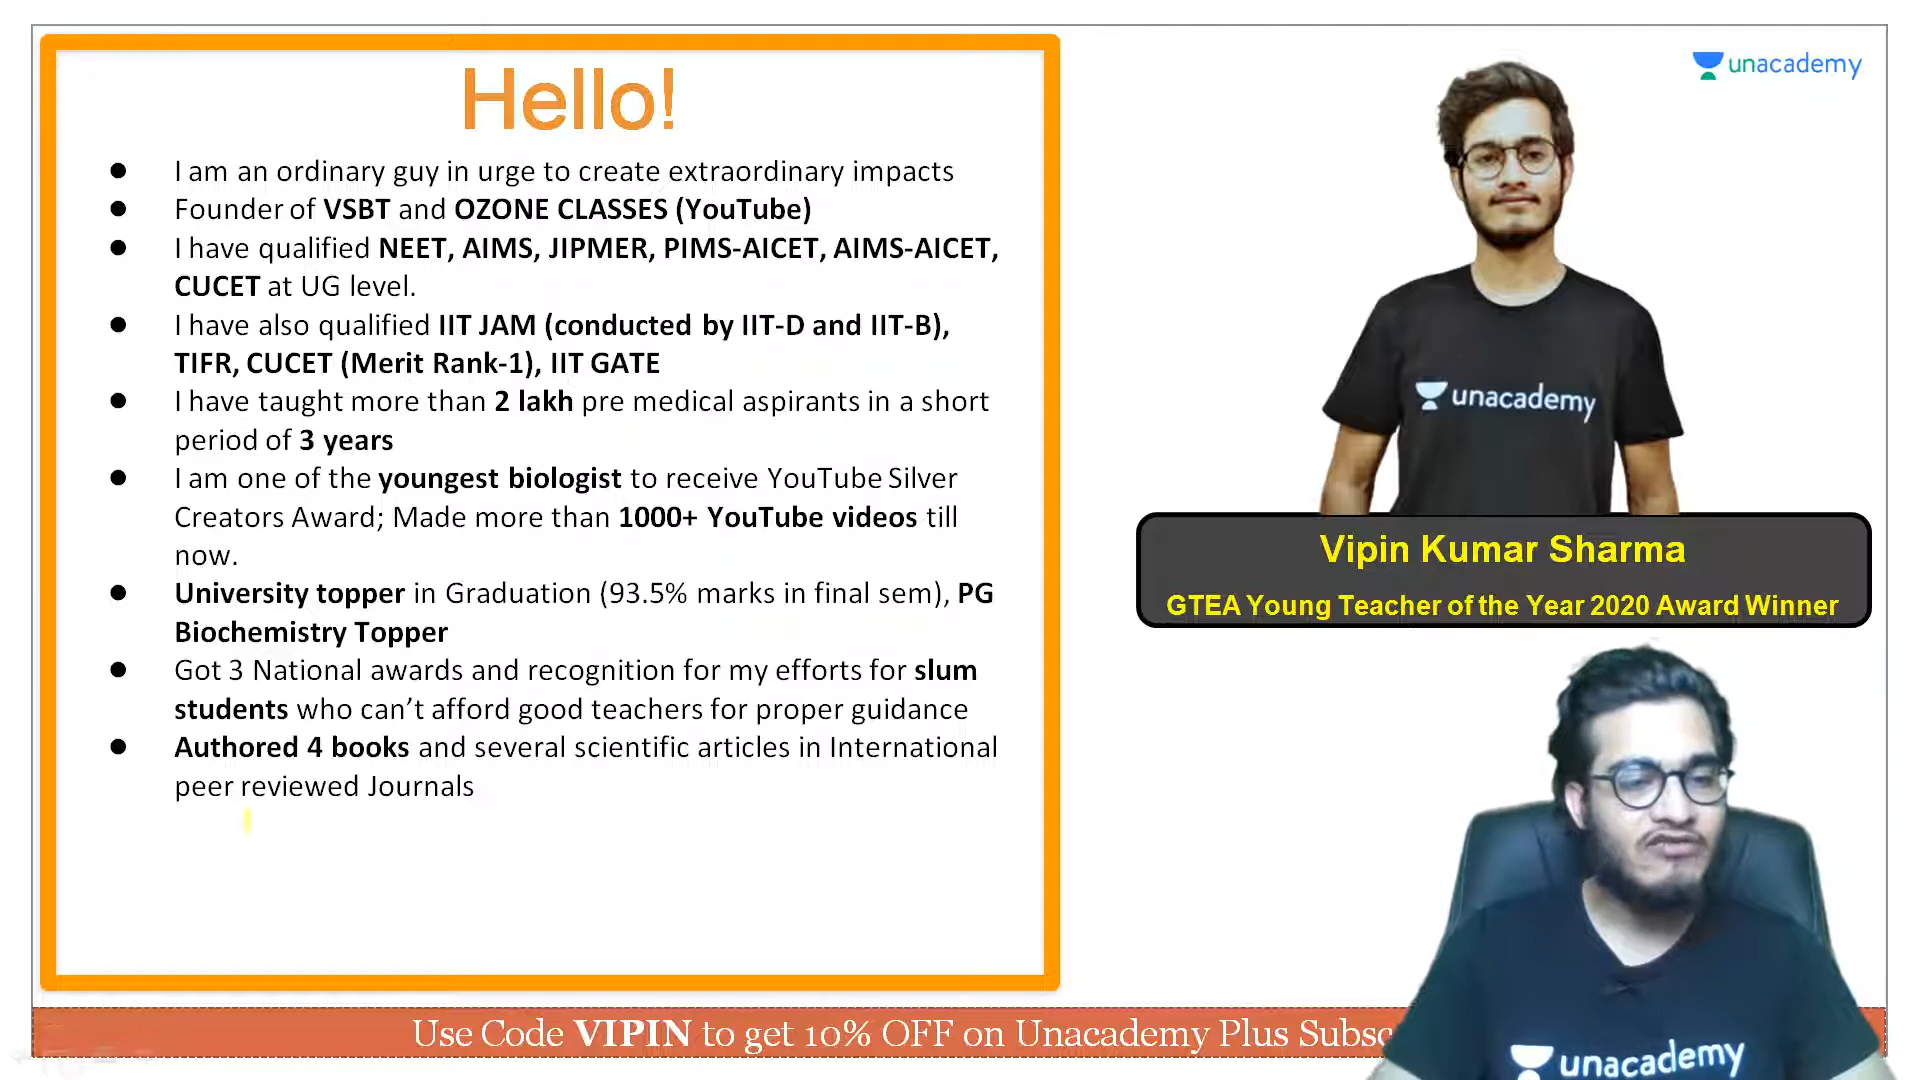 Hello!
● I am an ordinary guy in urge to create extraordinary impacts
● Founder of VSBT and OZONE CLASSES (YouTube)
● I have qualified NEET, AIMS, JIPMER, PIMS-AICET, AIMS-AICET,
CUCET at UG level.
● I have also qualified IIT JAM (conducted by IIT-D and IIT-B),
TIFR, CUCET (Merit Rank-1), IIT GATE
● I have taught more than 2 lakh pre medical aspirants in a short
period of 3 years
● I am one of the youngest biologist to receive YouTube Silver
Creators Award; Made more than 1000+ YouTube videos till
now.
● University topper in Graduation (93.5% marks in final sem), PG
Biochemistry Topper
● Got 3 National awards and recognition for my efforts for slum
students who can’t afford good teachers for proper guidance
● Authored 4 books and several scientific articles in International
peer reviewed Journals
unacademy
unacademy
Vipin Kumar Sharma
GTEA Young Teacher of the Year 2020 Award Winner
Use Code VIPIN to get 10% OFF on Unacademy Plus Subsc
unacademy